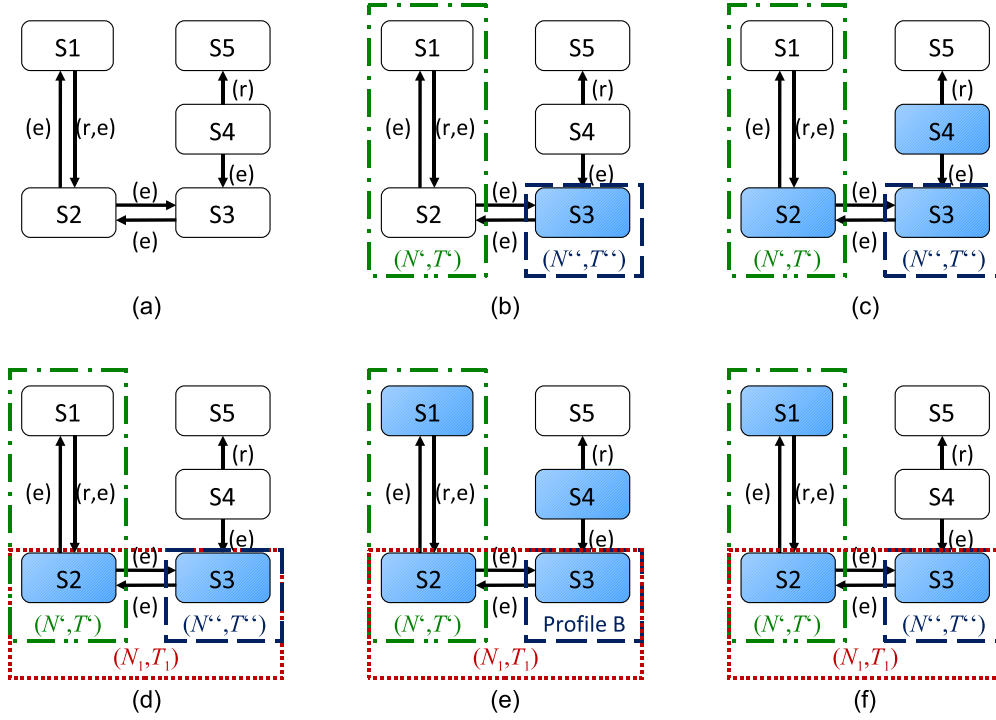 S1 S5
(r)
(e) (r,e) S4
(e) (e)
S2 S3
(e)
(a)
S1 S5
(r)
(e) (r,e) S4
(e) (e)
S2 S3
(e)
(N‘,T‘) (N‘‘,T‘‘)
(b)
S1 S5
(r)
(e) (r,e) S4
(e) (e)
S2 S3
(e)
(N‘,T‘) (N‘‘,T‘‘)
(c)
S1 S5
(r)
(e) (r,e) S4
(e) (e)
S2 S3
(e)
(N‘,T‘) (N‘‘,T‘‘)
(N₁,T₁)
(d)
S1 S5
(r)
(e) (r,e) S4
(e) (e)
S2 S3
(e)
(N‘,T‘) Profile B
(N₁,T₁)
(e)
S1 S5
(r)
(e) (r,e) S4
(e) (e)
S2 S3
(e)
(N‘,T‘) (N‘‘,T‘‘)
(N₁,T₁)
(f)